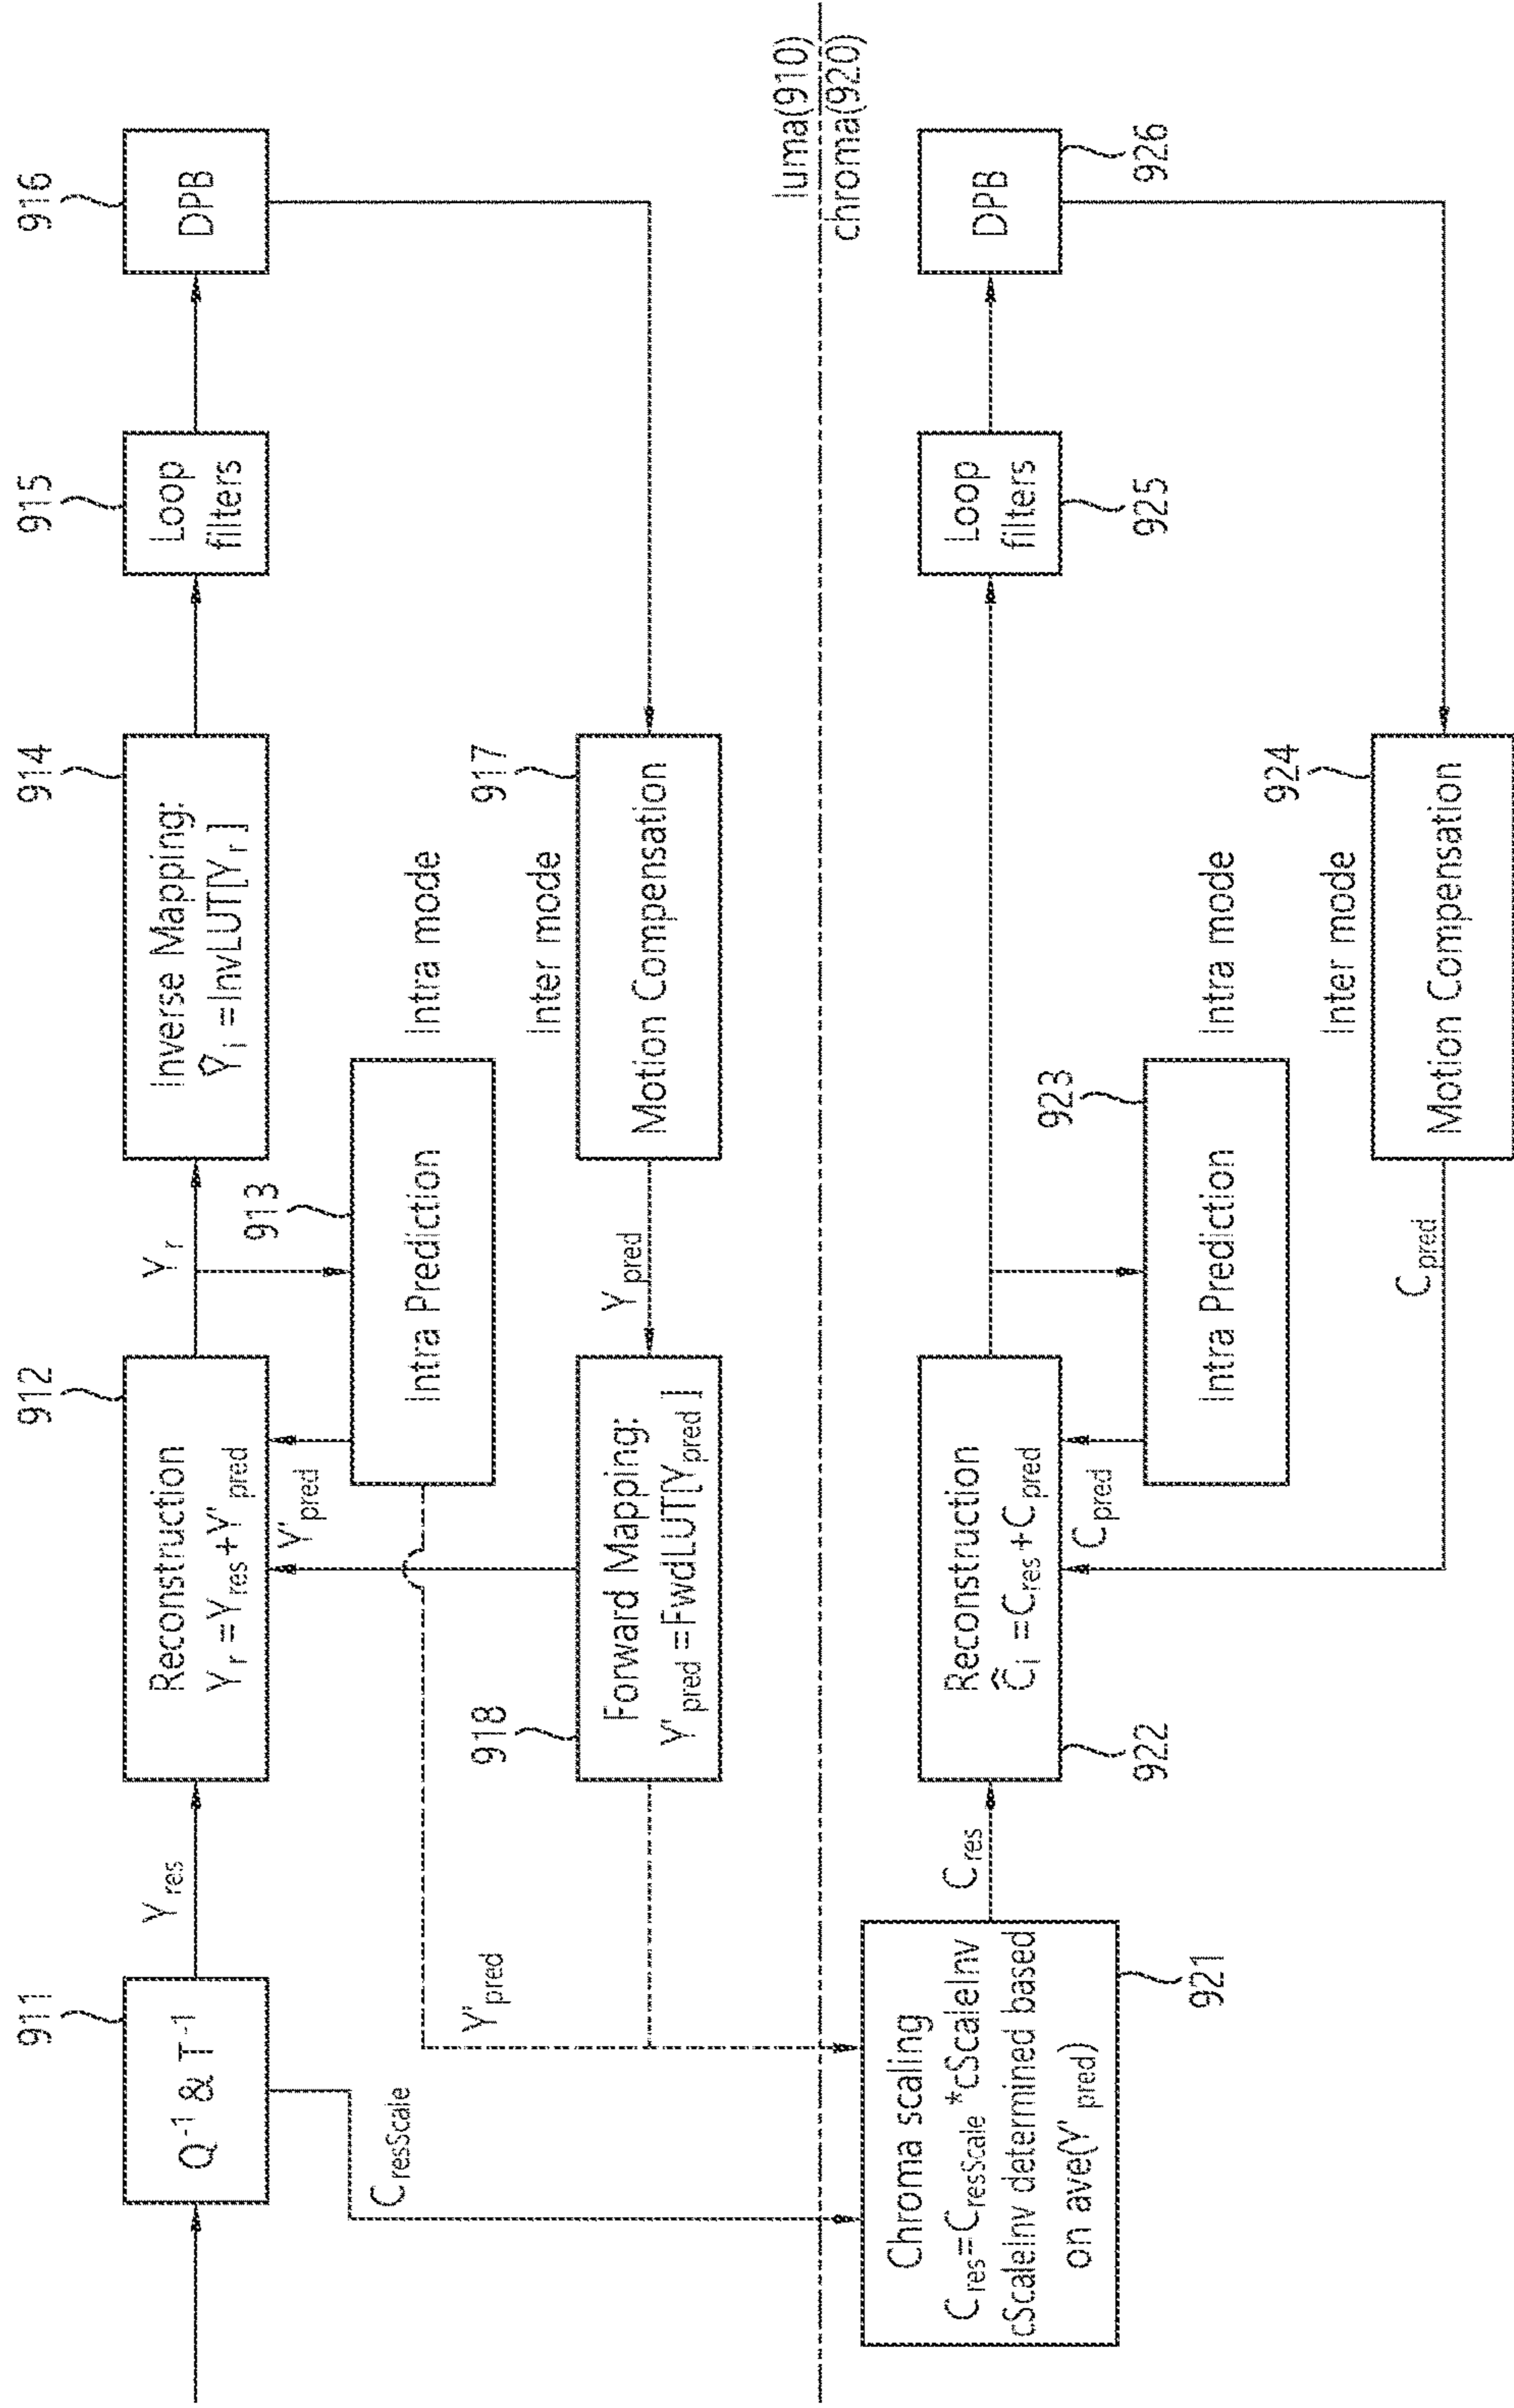 911
Q⁻¹ & T⁻¹
Y_res
912
Reconstruction
Y_r=Y_res+Y'_pred
Y_r
914
Inverse Mapping:
Ŷ_i=InvLUT[Y_r]
915
Loop
filters
916
DPB
Y'_pred
913
Intra Prediction
Intra mode
C_resScale
Y'_pred
918
Forward Mapping:
Y'_pred=FwdLUT[Y_pred]
Y_pred
Inter mode
917
Motion Compensation
luma(910)
chroma(920)
Chroma scaling
C_res=C_resScale*cScaleInv
cScaleInv determined based
on ave(Y'_pred)
921
C_res
Reconstruction
Ĉ_i=C_res+C_pred
922
Loop
filters
925
DPB
926
C_pred
923
Intra Prediction
Intra mode
C_pred
Inter mode
924
Motion Compensation